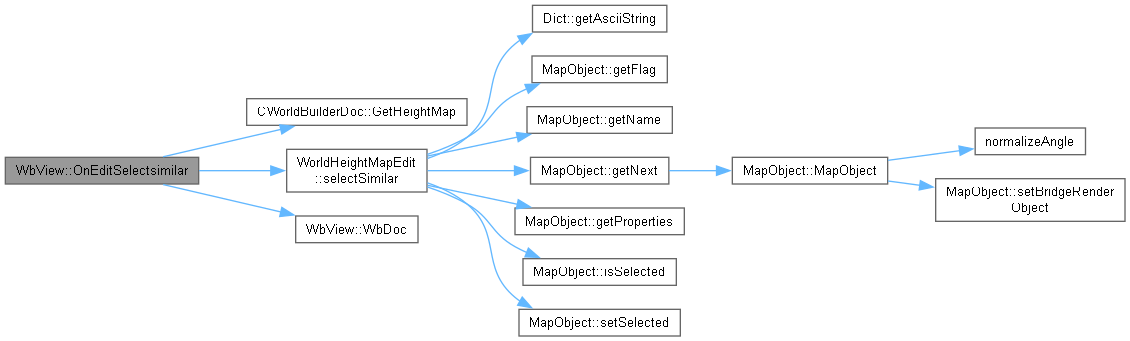 Dict::getAsciiString
MapObject::getFlag
CWorldBuilderDoc::GetHeightMap
MapObject::getName
normalizeAngle
WbView::OnEditSelectsimilar
WorldHeightMapEdit
::selectSimilar
MapObject::getNext
MapObject::MapObject
MapObject::setBridgeRender
Object
WbView::WbDoc
MapObject::getProperties
MapObject::isSelected
MapObject::setSelected